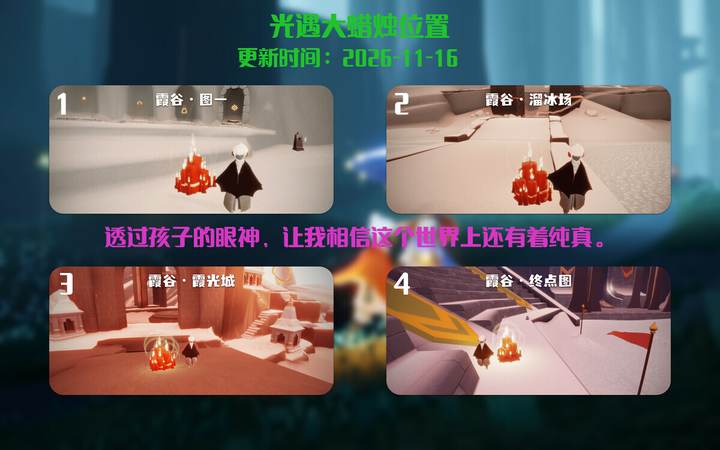 光遇大蜡烛位置
更新时间：2026-11-16
1
霞谷·图一
2
霞谷·溜冰场
透过孩子的眼神，让我相信这个世界上还有着纯真。
3
霞谷·霞光城
4
霞谷·终点图